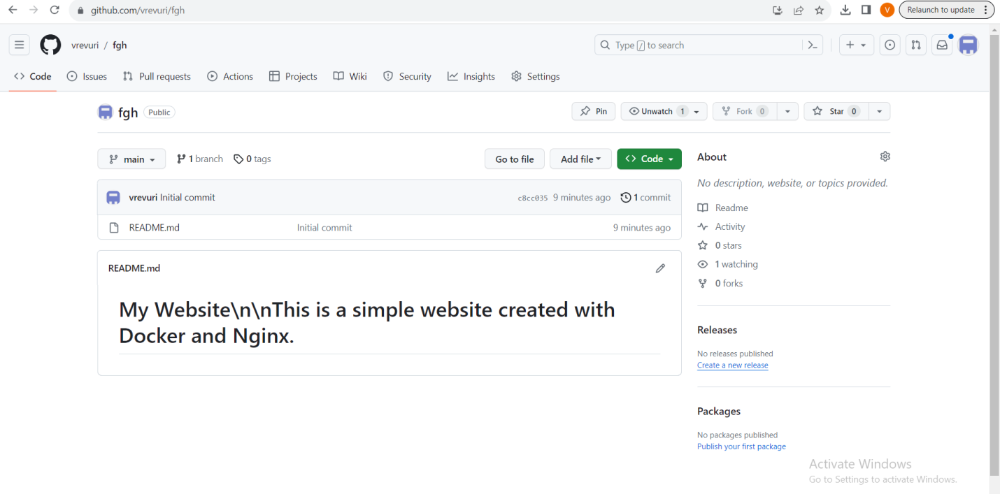 github.com/vrevuri/fgh
V
Relaunch to update
vrevuri / fgh
Type / to search
Code Issues Pull requests Actions Projects Wiki Security Insights Settings
fgh Public
Pin Unwatch 1 Fork 0 Star 0
main 1 branch 0 tags Go to file Add file Code
vrevuri Initial commit c8cc035 9 minutes ago 1 commit
README.md Initial commit 9 minutes ago
README.md
My Website\n\nThis is a simple website created with
Docker and Nginx.
About
No description, website, or topics provided.
Readme
Activity
0 stars
1 watching
0 forks
Releases
No releases published
Create a new release
Packages
No packages published
Publish your first package
Activate Windows
Go to Settings to activate Windows.